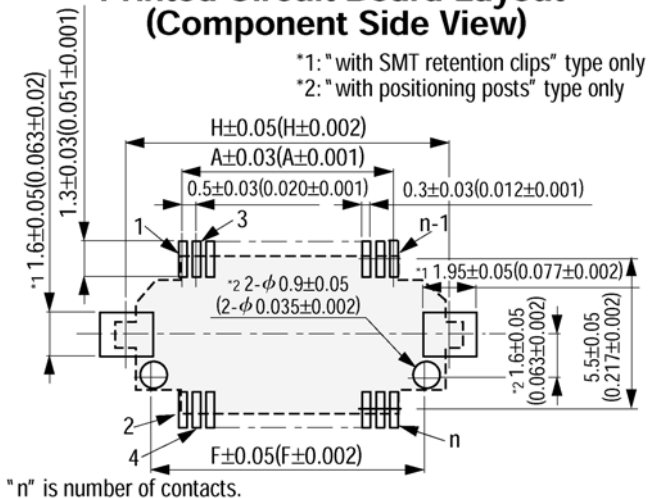 Printed Circuit Board Layout
(Component Side View)
*1: "with SMT retention clips" type only
*2: "with positioning posts" type only
H±0.05(H±0.002)
A±0.03(A±0.001)
0.5±0.03(0.020±0.001)
0.3±0.03(0.012±0.001)
*1 1.6±0.05(0.063±0.02)
1.3±0.03(0.051±0.001)
1
3
n-1
*2 2-ϕ0.9±0.05
(2-ϕ0.035±0.002)
*1 1.95±0.05(0.077±0.002)
*2 1.6±0.05
(0.063±0.002)
5.5±0.05
(0.217±0.002)
2
4
n
F±0.05(F±0.002)
"n" is number of contacts.